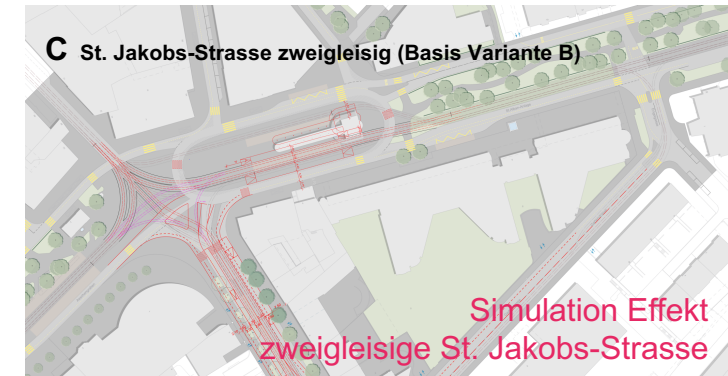 C St. Jakobs-Strasse zweigleisig (Basis Variante B)
Simulation Effekt
zweigleisige St. Jakobs-Strasse